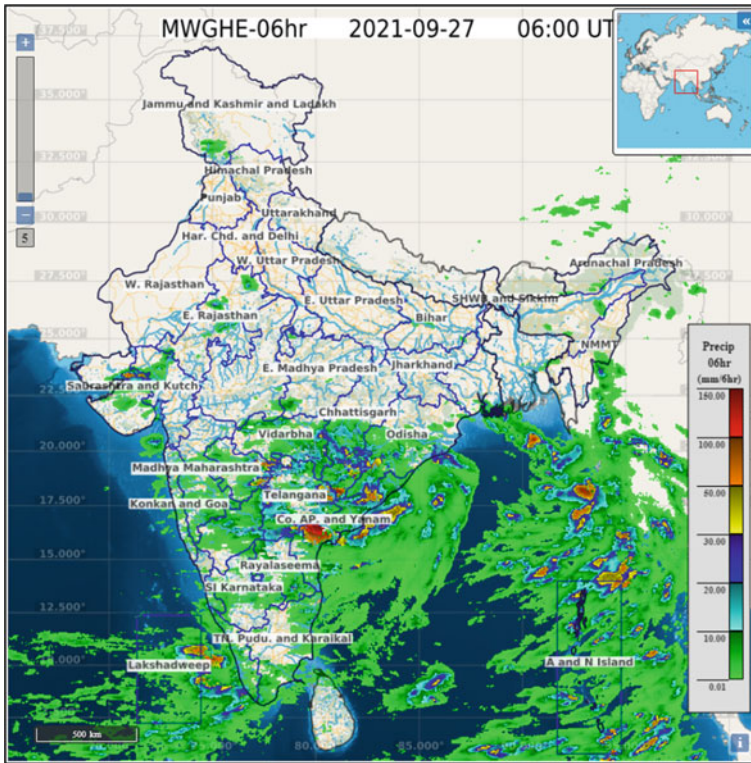 MWGHE-06hr 2021-09-27 06:00 UT
«
+
37.500°
35.000°
Jammu and Kashmir and Ladakh
32.500°
Himachal Pradesh
Punjab
−
Uttarakhand
30.000°
30.000°
5
Har. Chd. and Delhi
W. Uttar Pradesh
Arunachal Pradesh
27.500°
W. Rajasthan
E. Uttar Pradesh
SHWB and Sikkim
E. Rajasthan
Bihar
25.000°
NMMT
Precip
06hr
(mm/6hr)
E. Madhya Pradesh
Jharkhand
Saurashtra and Kutch
22.500°
150.00
Chhattisgarh
Vidarbha
Odisha
100.00
20.000°
Madhya Maharashtra
Telangana
60.00
Konkan and Goa
17.500°
Co. AP. and Yanam
30.00
15.000°
Rayalaseema
20.00
SI Karnataka
12.500°
10.00
TN. Pudu. and Karaikal
Lakshadweep
A and N Island
0.01
500 km
80.000°
85.000°
i